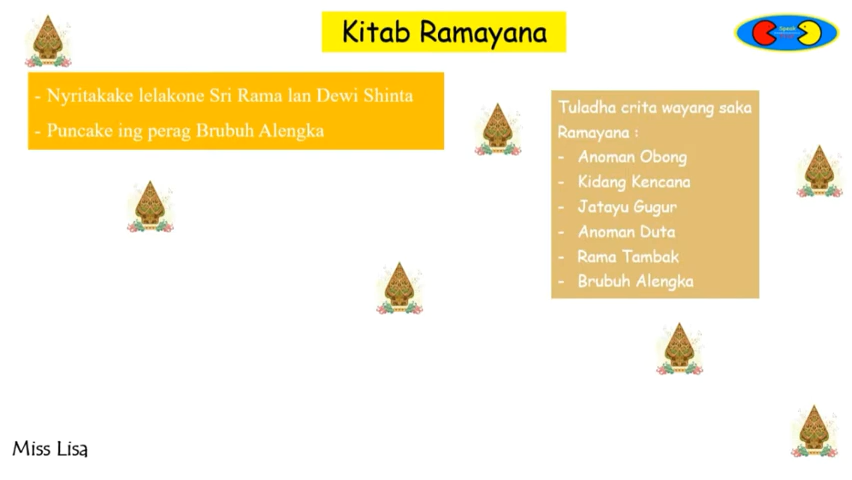 Kitab Ramayana
- Nyritakake lelakone Sri Rama lan Dewi Shinta
- Puncake ing perag Brubuh Alengka
Tuladha crita wayang saka
Ramayana :
- Anoman Obong
- Kidang Kencana
- Jatayu Gugur
- Anoman Duta
- Rama Tambak
- Brubuh Alengka
Miss Lisa